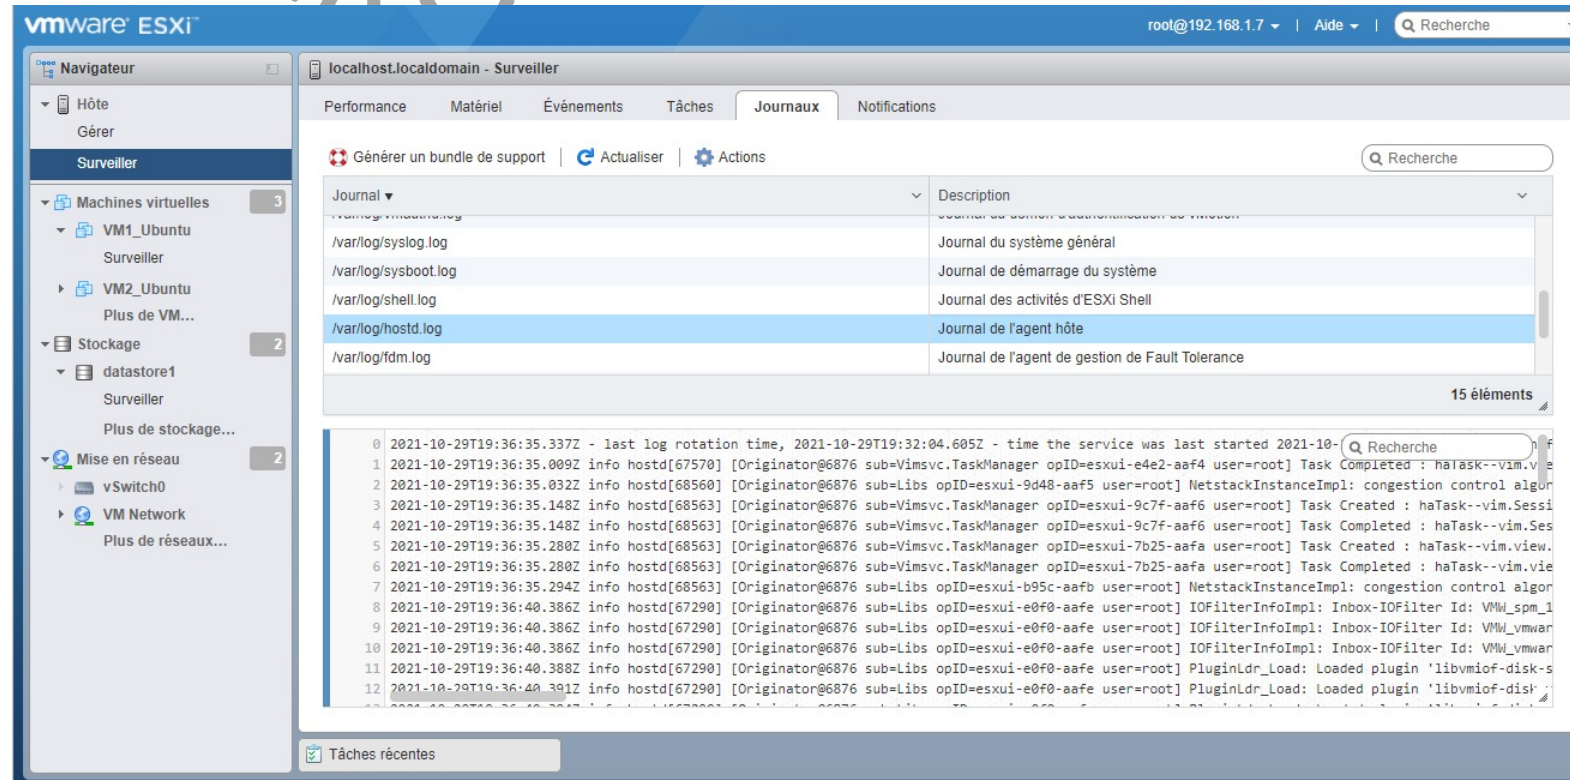 vmware ESXi™
root@192.168.1.7 | Aide | Recherche
Navigateur
Hôte
Gérer
Surveiller
Machines virtuelles 3
VM1_Ubuntu
Surveiller
VM2_Ubuntu
Plus de VM...
Stockage 2
datastore1
Surveiller
Plus de stockage...
Mise en réseau 2
vSwitch0
VM Network
Plus de réseaux...
localhost.localdomain - Surveiller
Performance Matériel Événements Tâches Journaux Notifications
Générer un bundle de support | Actualiser | Actions Recherche
Journal Description
/var/log/syslog.log Journal du système général
/var/log/sysboot.log Journal de démarrage du système
/var/log/shell.log Journal des activités d'ESXi Shell
/var/log/hostd.log Journal de l'agent hôte
/var/log/fdm.log Journal de l'agent de gestion de Fault Tolerance
15 éléments
Recherche
0 2021-10-29T19:36:35.337Z - last log rotation time, 2021-10-29T19:32:04.605Z - time the service was last started 2021-10-
1 2021-10-29T19:36:35.009Z info hostd[67570] [Originator@6876 sub=Vimsvc.TaskManager opID=esxui-e4e2-aaf4 user=root] Task Completed : haTask--vim.v
2 2021-10-29T19:36:35.032Z info hostd[68560] [Originator@6876 sub=Libs opID=esxui-9d48-aaf5 user=root] NetstackInstanceImpl: congestion control algor
3 2021-10-29T19:36:35.148Z info hostd[68563] [Originator@6876 sub=Vimsvc.TaskManager opID=esxui-9c7f-aaf6 user=root] Task Created : haTask--vim.Sessi
4 2021-10-29T19:36:35.148Z info hostd[68563] [Originator@6876 sub=Vimsvc.TaskManager opID=esxui-9c7f-aaf6 user=root] Task Completed : haTask--vim.Ses
5 2021-10-29T19:36:35.280Z info hostd[68563] [Originator@6876 sub=Vimsvc.TaskManager opID=esxui-7b25-aafa user=root] Task Created : haTask--vim.view.
6 2021-10-29T19:36:35.280Z info hostd[68563] [Originator@6876 sub=Vimsvc.TaskManager opID=esxui-7b25-aafa user=root] Task Completed : haTask--vim.vie
7 2021-10-29T19:36:35.294Z info hostd[68563] [Originator@6876 sub=Libs opID=esxui-b95c-aafb user=root] NetstackInstanceImpl: congestion control algor
8 2021-10-29T19:36:40.386Z info hostd[67290] [Originator@6876 sub=Libs opID=esxui-e0f0-aafe user=root] IOFilterInfoImpl: Inbox-IOFilter Id: VMW_spm_1
9 2021-10-29T19:36:40.386Z info hostd[67290] [Originator@6876 sub=Libs opID=esxui-e0f0-aafe user=root] IOFilterInfoImpl: Inbox-IOFilter Id: VMW_vmwar
10 2021-10-29T19:36:40.386Z info hostd[67290] [Originator@6876 sub=Libs opID=esxui-e0f0-aafe user=root] IOFilterInfoImpl: Inbox-IOFilter Id: VMW_vmwar
11 2021-10-29T19:36:40.388Z info hostd[67290] [Originator@6876 sub=Libs opID=esxui-e0f0-aafe user=root] PluginLdr_Load: Loaded plugin 'libvmiof-disk-s
12 2021-10-29T19:36:40.391Z info hostd[67290] [Originator@6876 sub=Libs opID=esxui-e0f0-aafe user=root] PluginLdr_Load: Loaded plugin 'libvmiof-disk
Tâches récentes